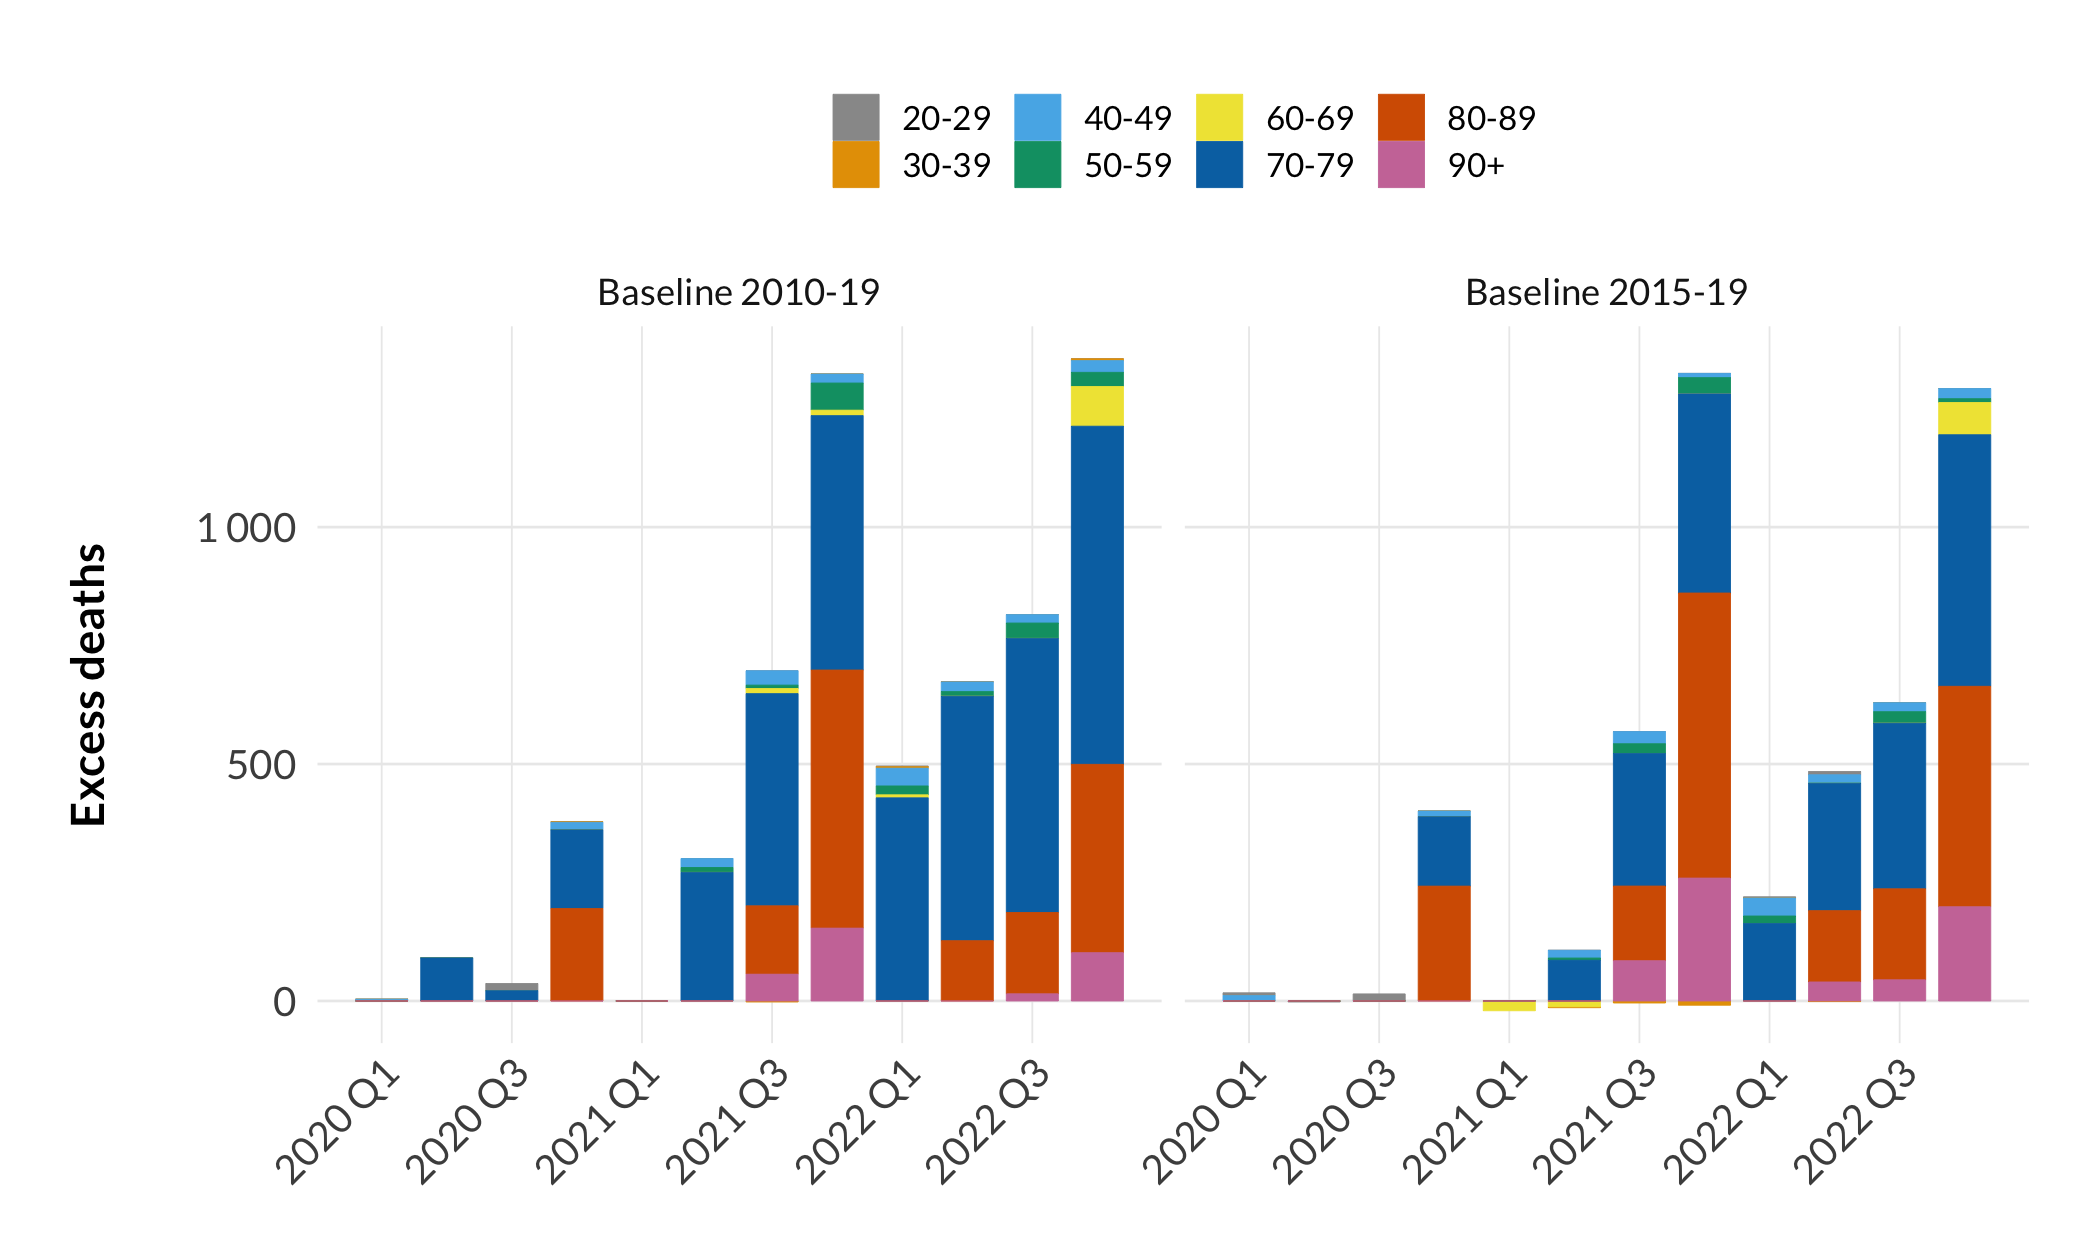 20-29 40-49 60-69 80-89
30-39 50-59 70-79 90+
Baseline 2010-19 Baseline 2015-19
Excess deaths
1 000
500
0
2020 Q1 2020 Q3 2021 Q1 2021 Q3 2022 Q1 2022 Q3 2020 Q1 2020 Q3 2021 Q1 2021 Q3 2022 Q1 2022 Q3